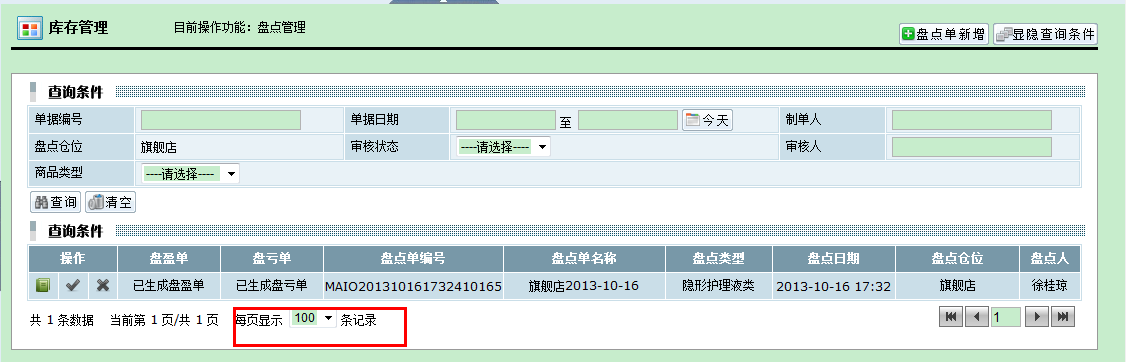 库存管理 目前操作功能：盘点管理
盘点单新增 显隐查询条件
查询条件
单据编号 单据日期 至 今天 制单人
盘点仓位 旗舰店 审核状态 ----请选择---- 审核人
商品类型 ----请选择----
查询 清空
查询条件
操作 盘盈单 盘亏单 盘点单编号 盘点单名称 盘点类型 盘点日期 盘点仓位 盘点人
已生成盘盈单 已生成盘亏单 MAIO201310161732410165 旗舰店2013-10-16 隐形护理液类 2013-10-16 17:32 旗舰店 徐桂琼
共 1 条数据 当前第 1 页/共 1 页 每页显示 100 条记录 1